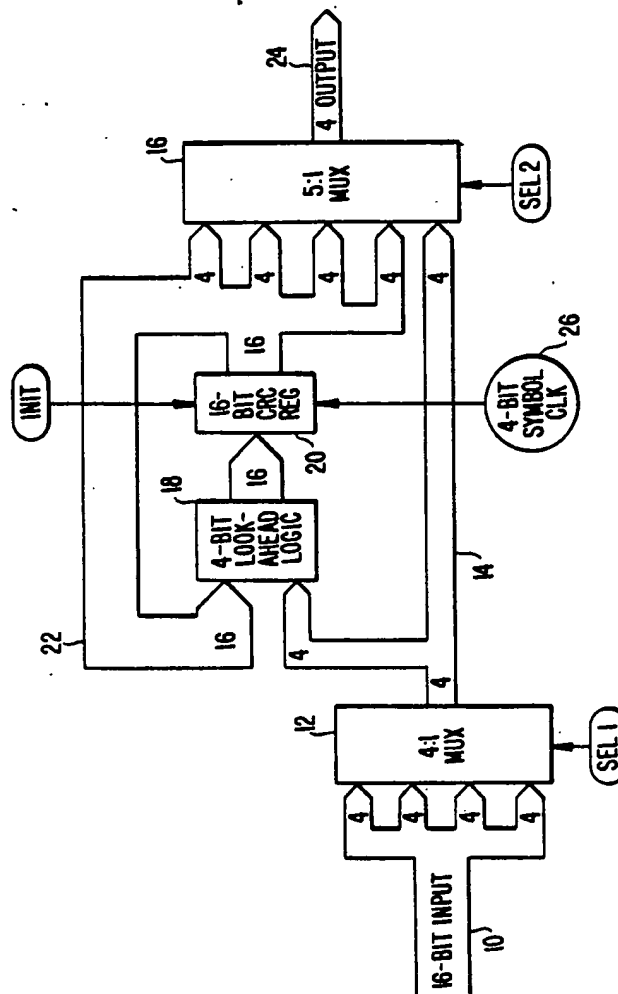 INIT
22
18
4-BIT
LOOK-
AHEAD
LOGIC
16
4
16
16-
BIT
CRC
REG
20
16
16
5:1
MUX
4
4
4
4
4
24
4 OUTPUT
SEL 2
26
4-BIT
SYMBOL
CLK
14
4
12
4:1
MUX
4
4
4
4
SEL 1
16-BIT INPUT
10